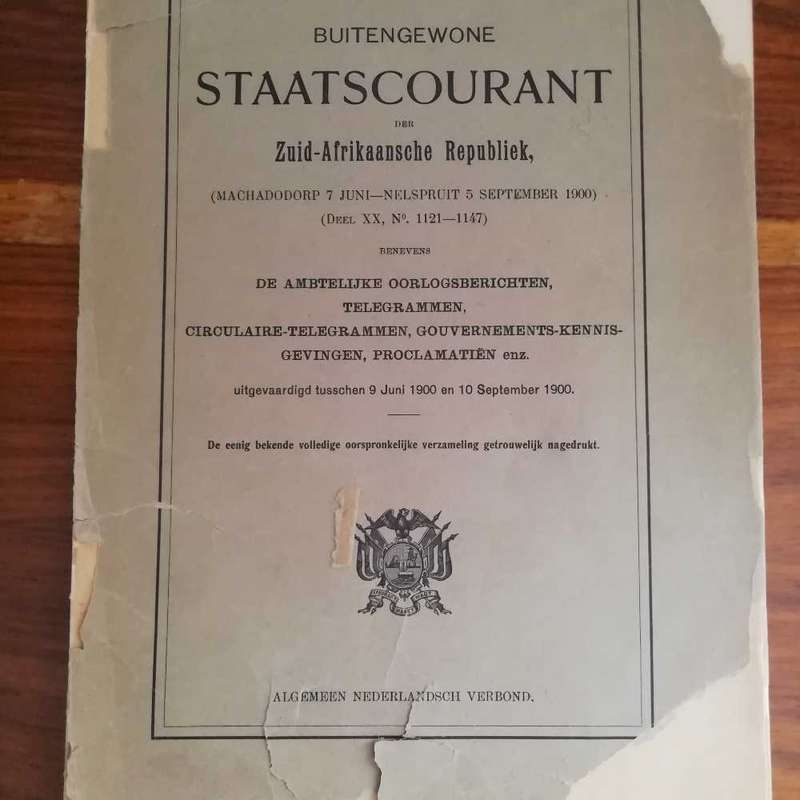 BUITENGEWONE
STAATSCOURANT
DER
Zuid-Afrikaansche Republiek,
(MACHADODORP 7 JUNI—NELSPRUIT 5 SEPTEMBER 1900)
(DEEL XX, Nº. 1121—1147)
BENEVENS
DE AMBTELIJKE OORLOGSBERICHTEN,
TELEGRAMMEN,
CIRCULAIRE-TELEGRAMMEN, GOUVERNEMENTS-KENNIS-
GEVINGEN, PROCLAMATIËN enz.
uitgevaardigd tusschen 9 Juni 1900 en 10 September 1900.
De eenig bekende volledige oorspronkelijke verzameling getrouwelijk nagedrukt.
ALGEMEEN NEDERLANDSCH VERBOND.